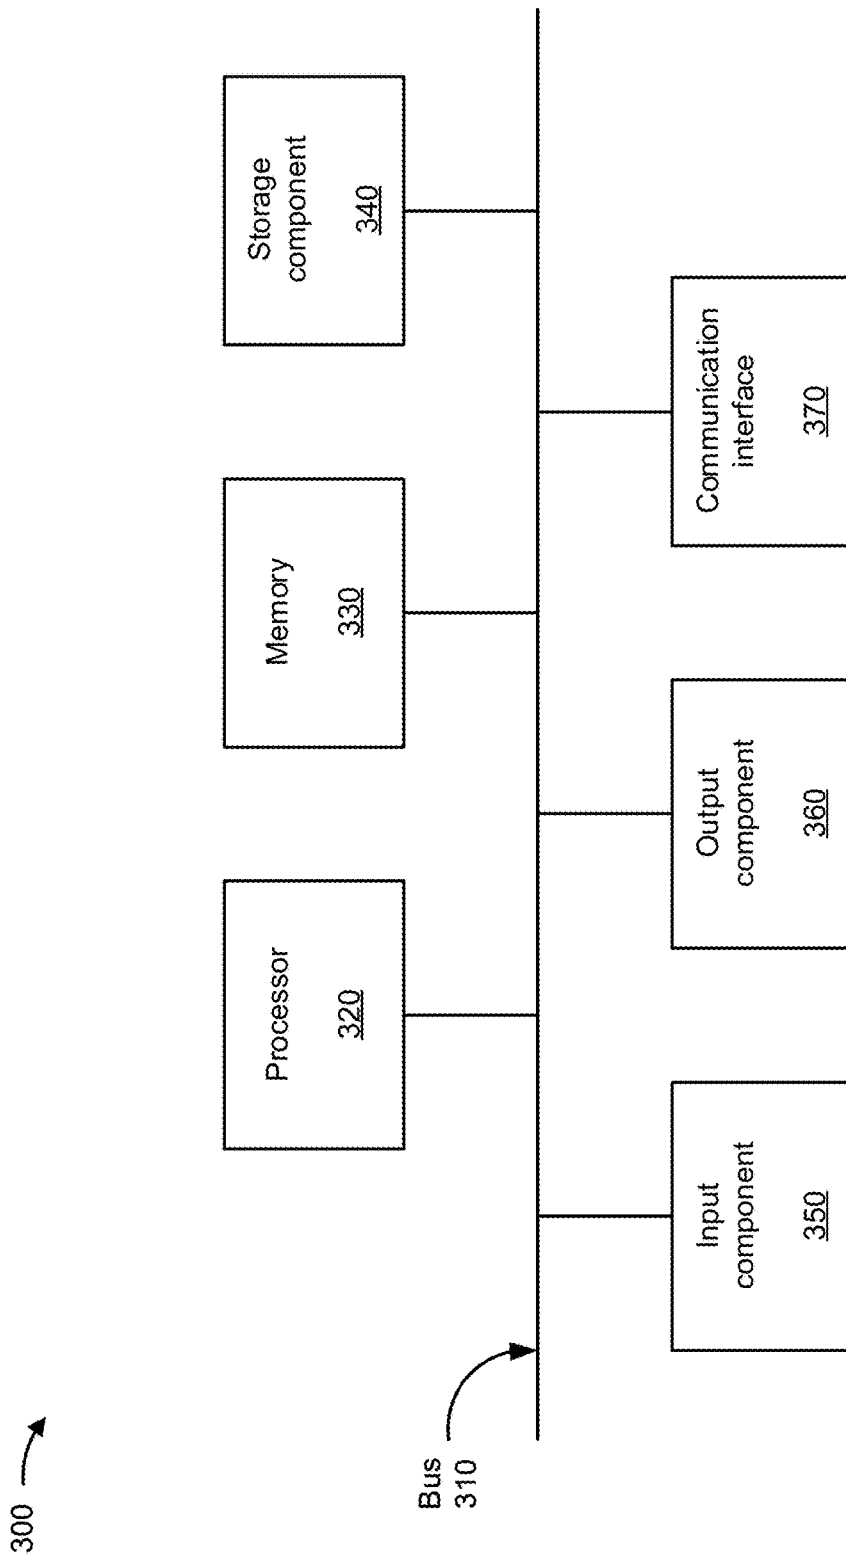 300
Processor
320
Memory
330
Storage
component
340
Bus
310
Input
component
350
Output
component
360
Communication
interface
370